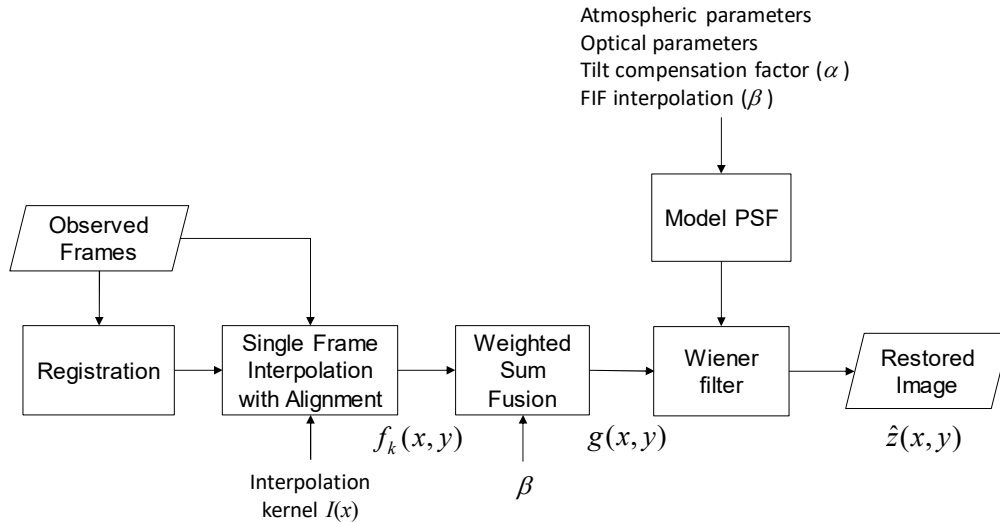 Atmospheric parameters
Optical parameters
Tilt compensation factor (α)
FIF interpolation (β)
Model PSF
Observed
Frames
Registration
Single Frame
Interpolation
with Alignment
Weighted
Sum
Fusion
Wiener
filter
Restored
Image
f_k(x, y)
g(x, y)
ẑ(x, y)
Interpolation
kernel I(x)
β